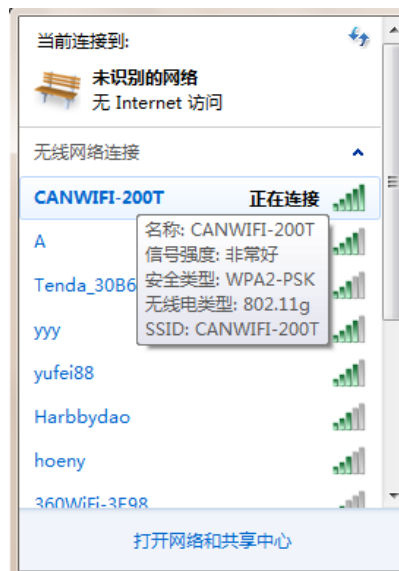 当前连接到:
未识别的网络
无 Internet 访问
无线网络连接
CANWIFI-200T 正在连接
名称: CANWIFI-200T
A
信号强度: 非常好
安全类型: WPA2-PSK
Tenda_30B6
无线电类型: 802.11g
yyy
SSID: CANWIFI-200T
yufei88
Harbbydao
hoeny
360WiFi-3F98
打开网络和共享中心